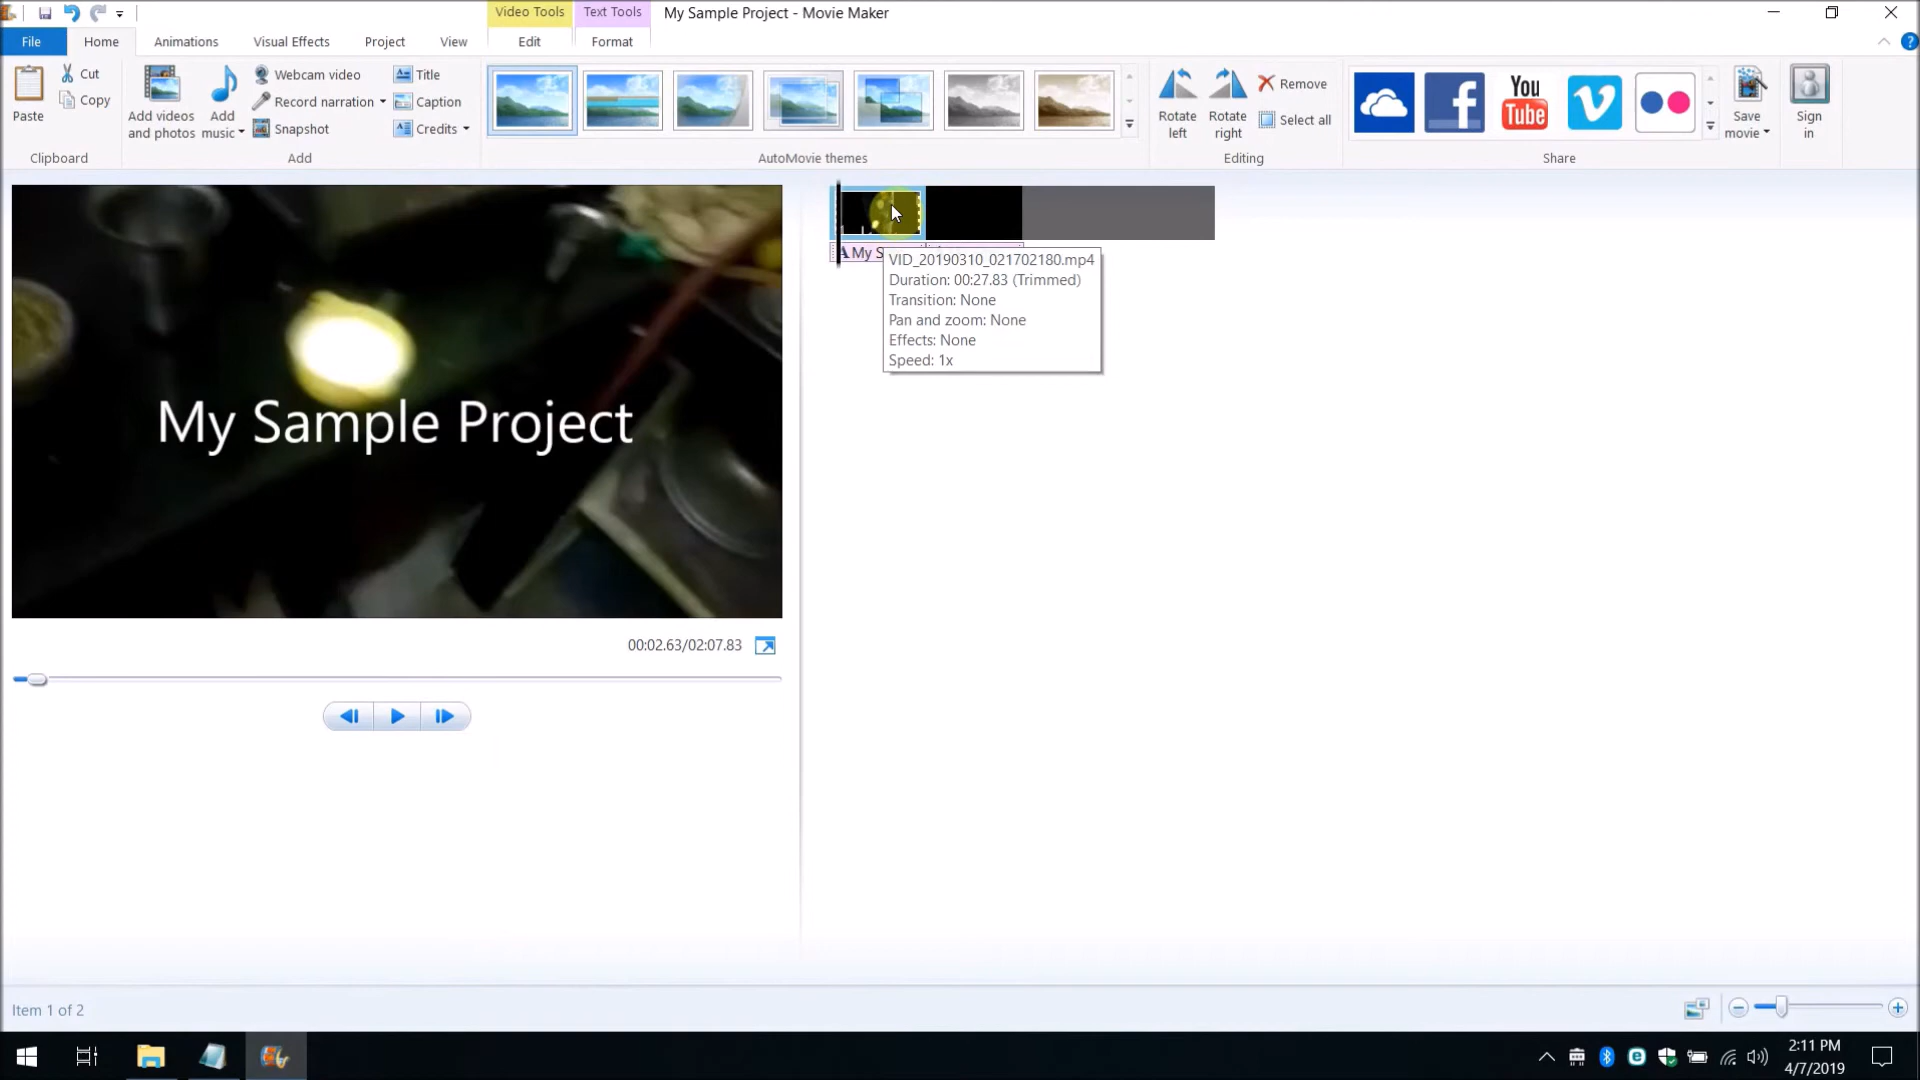 Video Tools
Text Tools
My Sample Project - Movie Maker
File
Home
Animations
Visual Effects
Project
View
Edit
Format
Paste
Cut
Copy
Clipboard
Add videos
and photos
Add
music
Webcam video
Record narration
Snapshot
Title
Caption
Credits
Add
AutoMovie themes
Rotate
left
Rotate
right
Remove
Select all
Editing
You
Tube
Share
Save
movie
Sign
in
My Sample Project
00:02.63/02:07.83
My S
VID_20190310_021702180.mp4
Duration: 00:27.83 (Trimmed)
Transition: None
Pan and zoom: None
Effects: None
Speed: 1x
Item 1 of 2
2:11 PM
4/7/2019